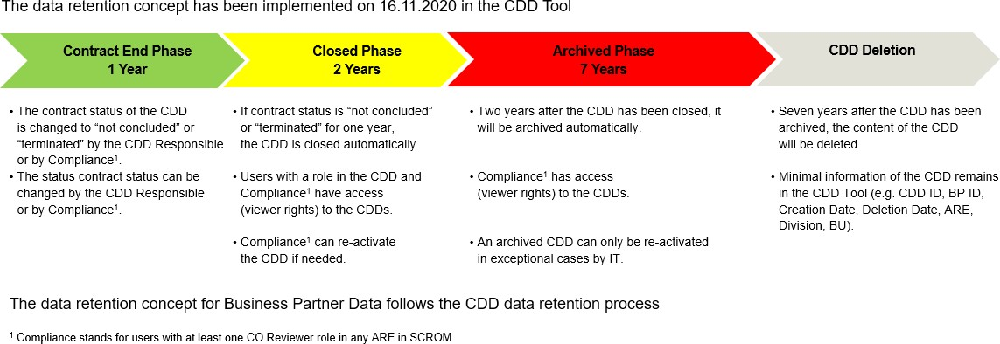 The data retention concept has been implemented on 16.11.2020 in the CDD Tool
Contract End Phase
1 Year
Closed Phase
2 Years
Archived Phase
7 Years
CDD Deletion
• The contract status of the CDD
is changed to “not concluded” or
“terminated” by the CDD Responsible
or by Compliance¹.
• The status contract status can be
changed by the CDD Responsible
or by Compliance¹.
• If contract status is “not concluded”
or “terminated” for one year,
the CDD is closed automatically.
• Users with a role in the CDD and
Compliance¹ have access
(viewer rights) to the CDDs.
• Compliance¹ can re-activate
the CDD if needed.
• Two years after the CDD has been closed, it
will be archived automatically.
• Compliance¹ has access
(viewer rights) to the CDDs.
• An archived CDD can only be re-activated
in exceptional cases by IT.
• Seven years after the CDD has been
archived, the content of the CDD
will be deleted.
• Minimal information of the CDD remains
in the CDD Tool (e.g. CDD ID, BP ID,
Creation Date, Deletion Date, ARE,
Division, BU).
The data retention concept for Business Partner Data follows the CDD data retention process
¹ Compliance stands for users with at least one CO Reviewer role in any ARE in SCROM